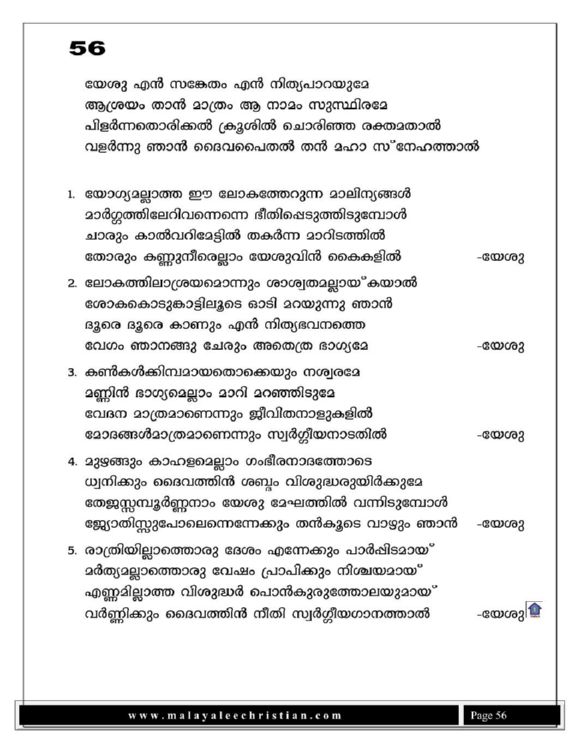 56
യേശു എൻ സങ്കേതം എൻ നിത്യപാറയുമേ
ആശ്രയം താൻ മാത്രം ആ നാമം സുസ്ഥിരമേ
പിളർന്നതൊരിക്കൽ ക്രൂശിൽ ചൊരിഞ്ഞ രക്തമതാൽ
വളർന്നു ഞാൻ ദൈവപൈതൽ തൻ മഹാ സ്'നേഹത്താൽ
1. യോഗ്യമല്ലാത്ത ഈ ലോകത്തേറുന്ന മാലിന്യങ്ങൾ
മാർഗ്ഗത്തിലേറിവന്നെന്നെ ഭീതിപ്പെടുത്തിടുമ്പോൾ
ചാരും കാൽവറിമേട്ടിൽ തകർന്ന മാറിടത്തിൽ
തോരും കണ്ണുനീരെല്ലാം യേശുവിൻ കൈകളിൽ -യേശു
2. ലോകത്തിലാശ്രയമൊന്നും ശാശ്വതമല്ലായ്കയാൽ
ശോകകൊടുങ്കാട്ടിലൂടെ ഓടി മറയുന്നു ഞാൻ
ദൂരെ ദൂരെ കാണും എൻ നിത്യഭവനത്തെ
വേഗം ഞാനങ്ങു ചേരും അതെത്ര ഭാഗ്യമേ -യേശു
3. കൺകൾക്കിമ്പമായതൊക്കെയും നശ്വരമേ
മണ്ണിൻ ഭാഗ്യമെല്ലാം മാറി മറഞ്ഞിടുമേ
വേദന മാത്രമാണെന്നും ജീവിതനാളുകളിൽ
മോദങ്ങൾമാത്രമാണെന്നും സ്വർഗ്ഗീയനാടതിൽ -യേശു
4. മുഴങ്ങും കാഹളമെല്ലാം ഗംഭീരനാദത്തോടെ
ധ്വനിക്കും ദൈവത്തിൻ ശബ്ദം വിശുദ്ധരുയിർക്കുമേ
തേജസ്സമ്പൂർണ്ണനാം യേശു മേഘത്തിൽ വന്നിടുമ്പോൾ
ജ്യോതിസ്സുപോലെന്നെന്നേക്കും തൻകൂടെ വാഴും ഞാൻ -യേശു
5. രാത്രിയില്ലാത്തൊരു ദേശം എന്നേക്കും പാർപ്പിടമായ്
മർത്യമല്ലാത്തൊരു വേഷം പ്രാപിക്കും നിശ്ചയമായ്
എണ്ണമില്ലാത്ത വിശുദ്ധർ പൊൻകുരുത്തോലയുമായ്
വർണ്ണിക്കും ദൈവത്തിൻ നീതി സ്വർഗ്ഗീയഗാനത്താൽ -യേശു
www.malayaleechristian.com Page 56